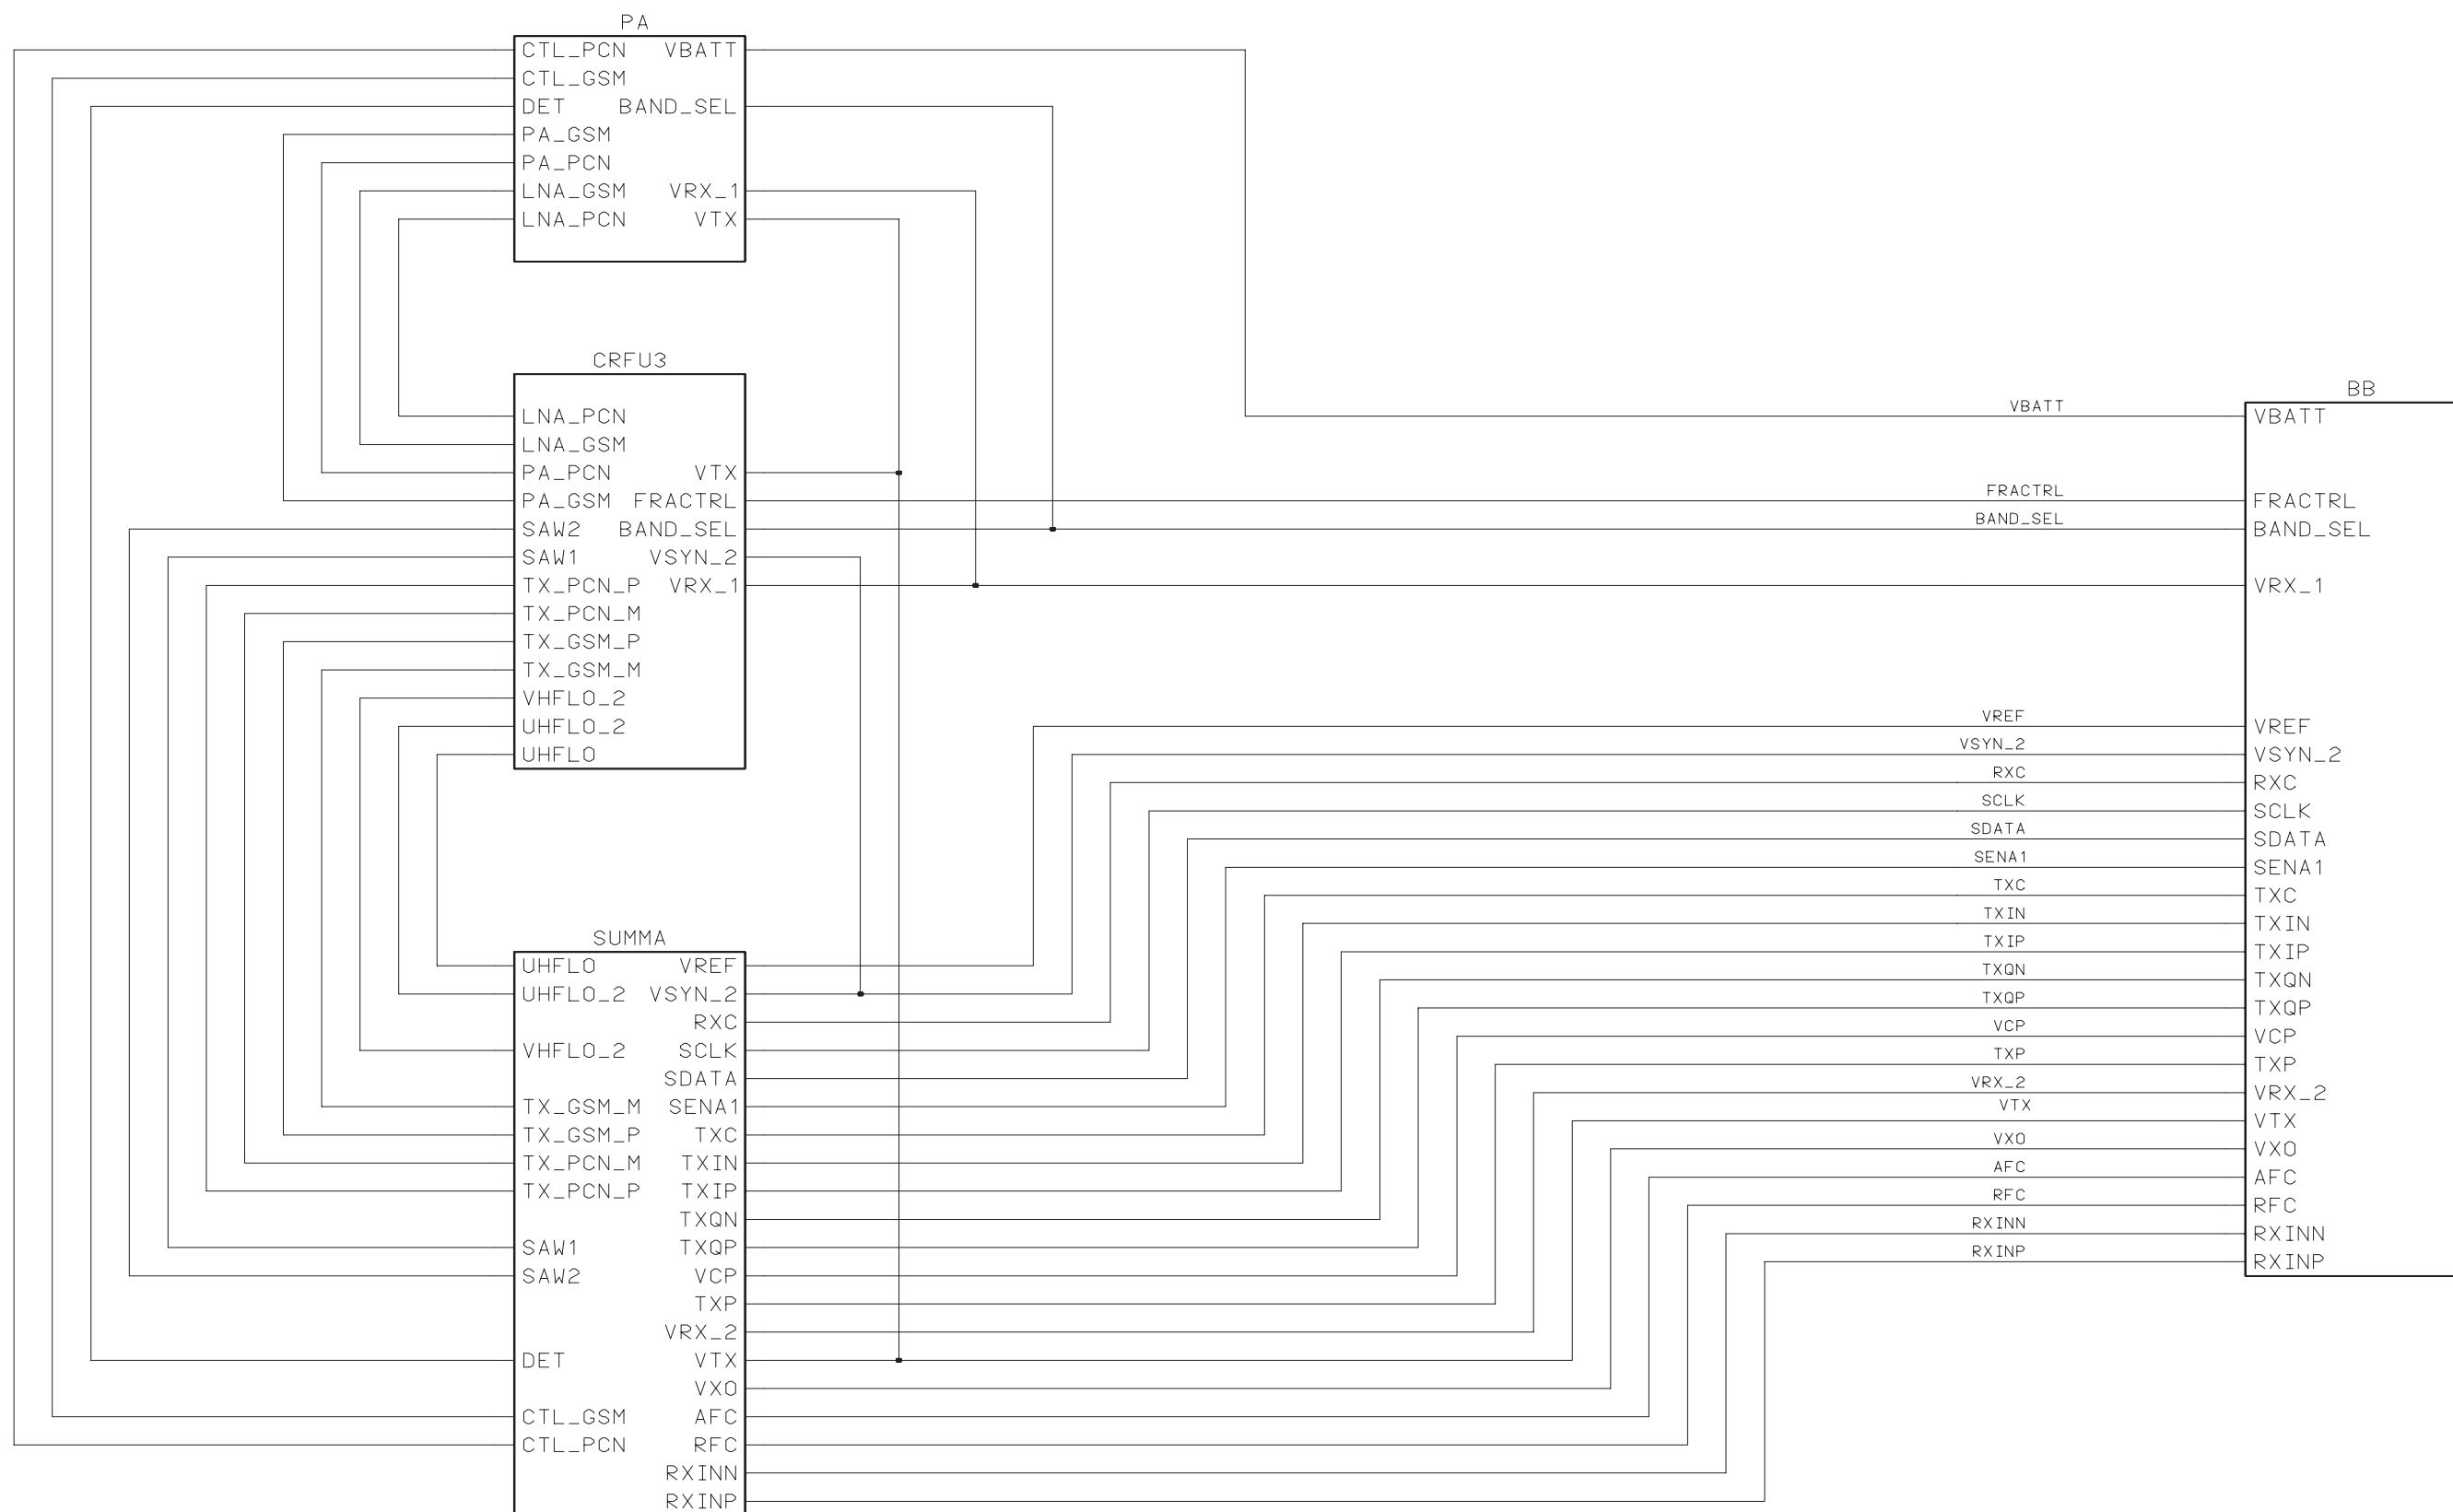 PA
CTL_PCN VBATT
CTL_GSM
DET BAND_SEL
PA_GSM
PA_PCN
LNA_GSM VRX_1
LNA_PCN VTX
CRFU3
LNA_PCN
LNA_GSM
PA_PCN VTX
PA_GSM FRACTRL
SAW2 BAND_SEL
SAW1 VSYN_2
TX_PCN_P VRX_1
TX_PCN_M
TX_GSM_P
TX_GSM_M
VHFLO_2
UHFLO_2
UHFLO
SUMMA
UHFLO VREF
UHFLO_2 VSYN_2
RXC
VHFLO_2 SCLK
SDATA
TX_GSM_M SENA1
TX_GSM_P TXC
TX_PCN_M TXIN
TX_PCN_P TXIP
TXQN
SAW1 TXQP
SAW2 VCP
TXP
VRX_2
DET VTX
VXO
CTL_GSM AFC
CTL_PCN RFC
RXINN
RXINP
VBATT
FRACTRL
BAND_SEL
VREF
VSYN_2
RXC
SCLK
SDATA
SENA1
TXC
TXIN
TXIP
TXQN
TXQP
VCP
TXP
VRX_2
VTX
VXO
AFC
RFC
RXINN
RXINP
BB
VBATT
FRACTRL
BAND_SEL
VRX_1
VREF
VSYN_2
RXC
SCLK
SDATA
SENA1
TXC
TXIN
TXIP
TXQN
TXQP
VCP
TXP
VRX_2
VTX
VXO
AFC
RFC
RXINN
RXINP